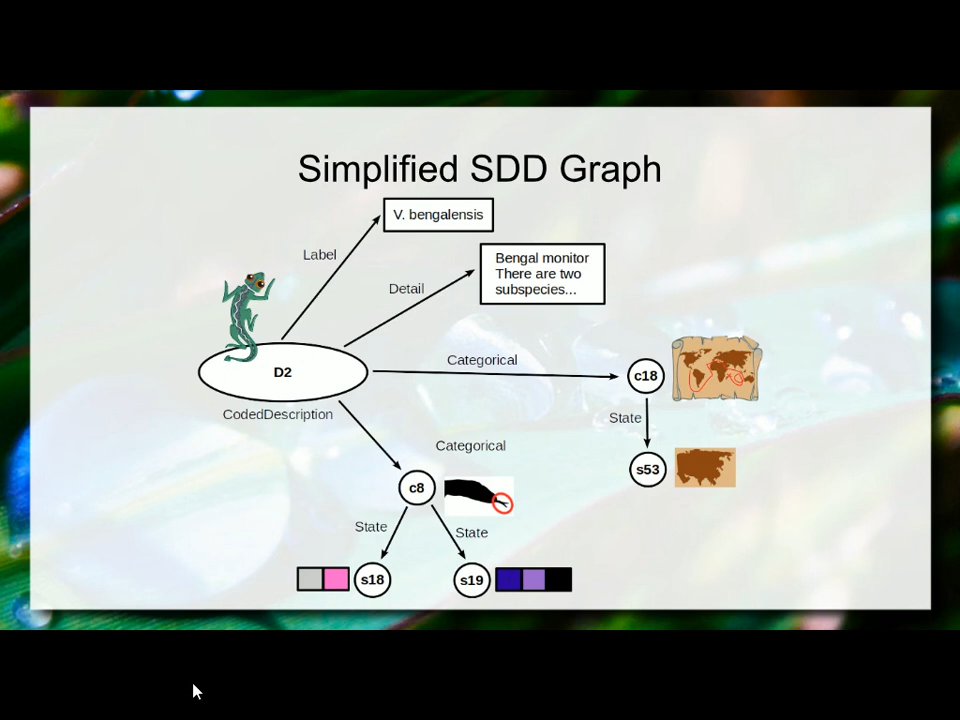 Simplified SDD Graph
V. bengalensis
Label
Bengal monitor
There are two
subspecies...
Detail
Categorical
D2
c18
CodedDescription
State
Categorical
s53
c8
State
State
s18
s19